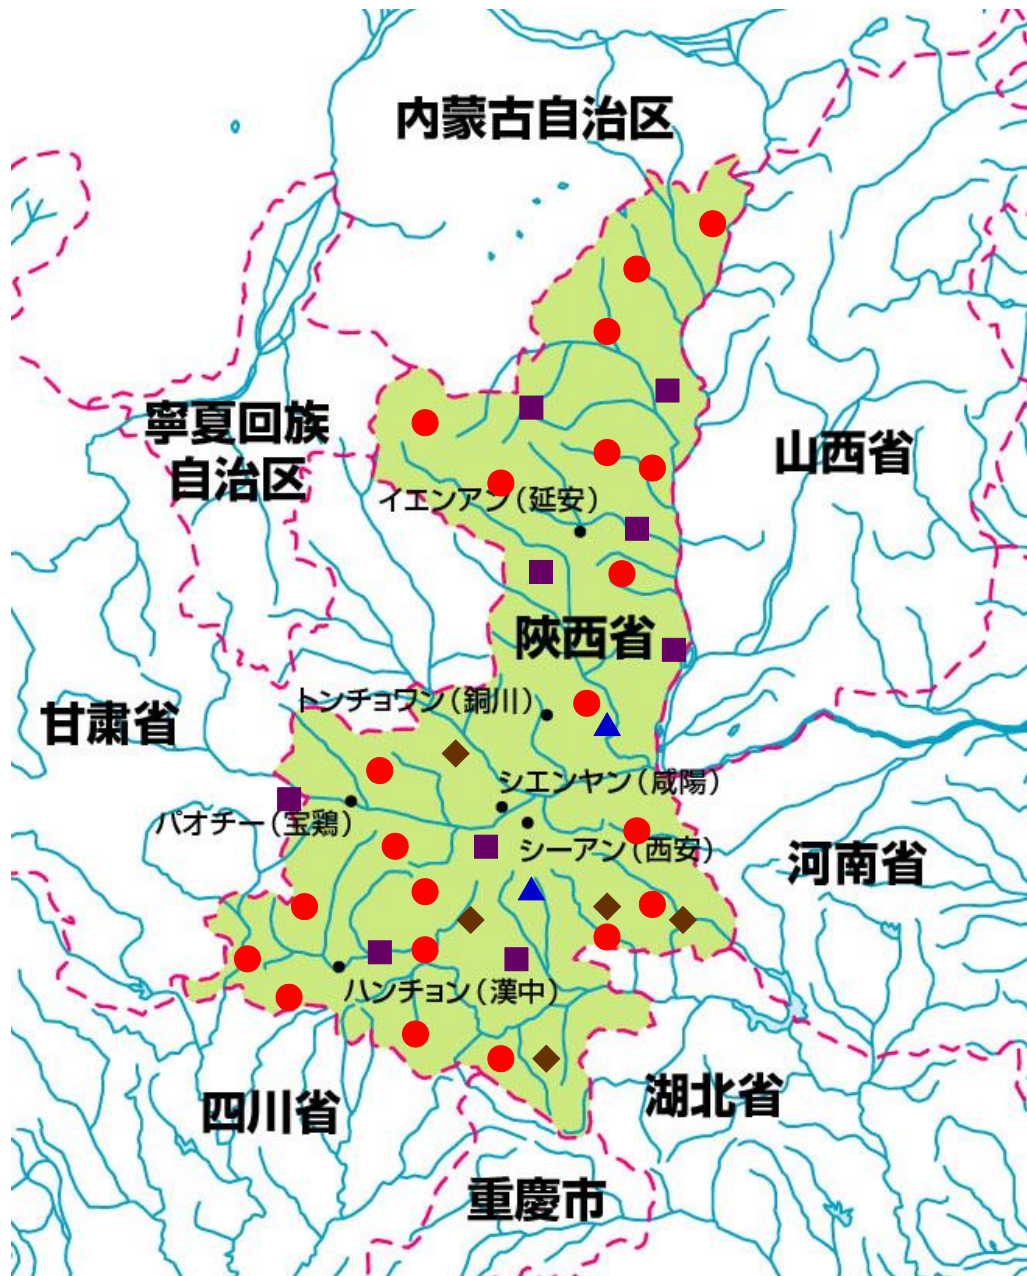 内蒙古自治区
寧夏回族
自治区
山西省
イエンアン（延安）
陝西省
トンチョワン（銅川）
甘粛省
シエンヤン（咸陽）
パオチー（宝鶏）
シーアン（西安）
河南省
ハンチョン（漢中）
四川省
湖北省
重慶市